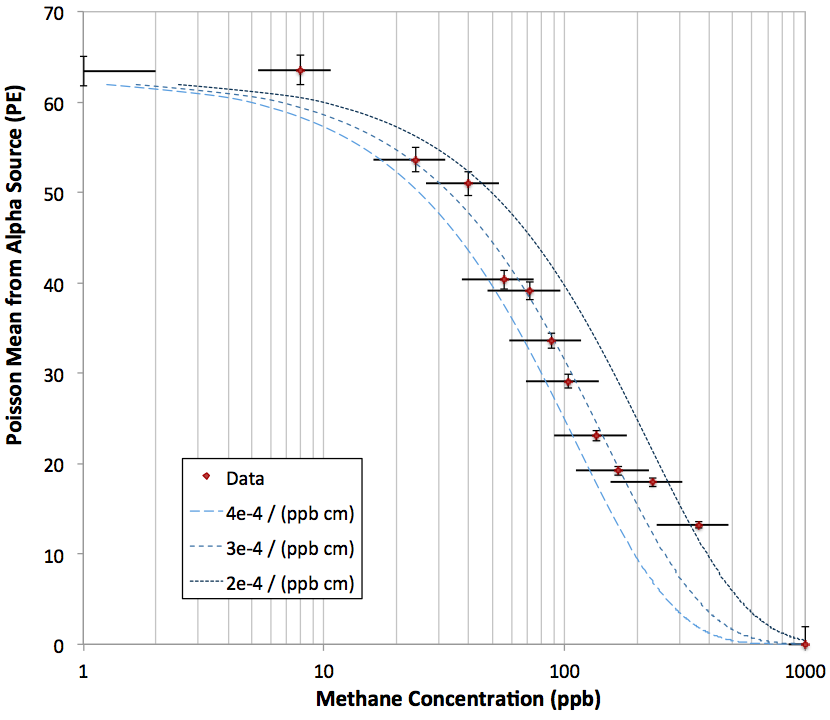 70
60
50
40
30
20
10
0
Poisson Mean from Alpha Source (PE)
Data
4e-4 / (ppb cm)
3e-4 / (ppb cm)
2e-4 / (ppb cm)
1 10 100 1000
Methane Concentration (ppb)